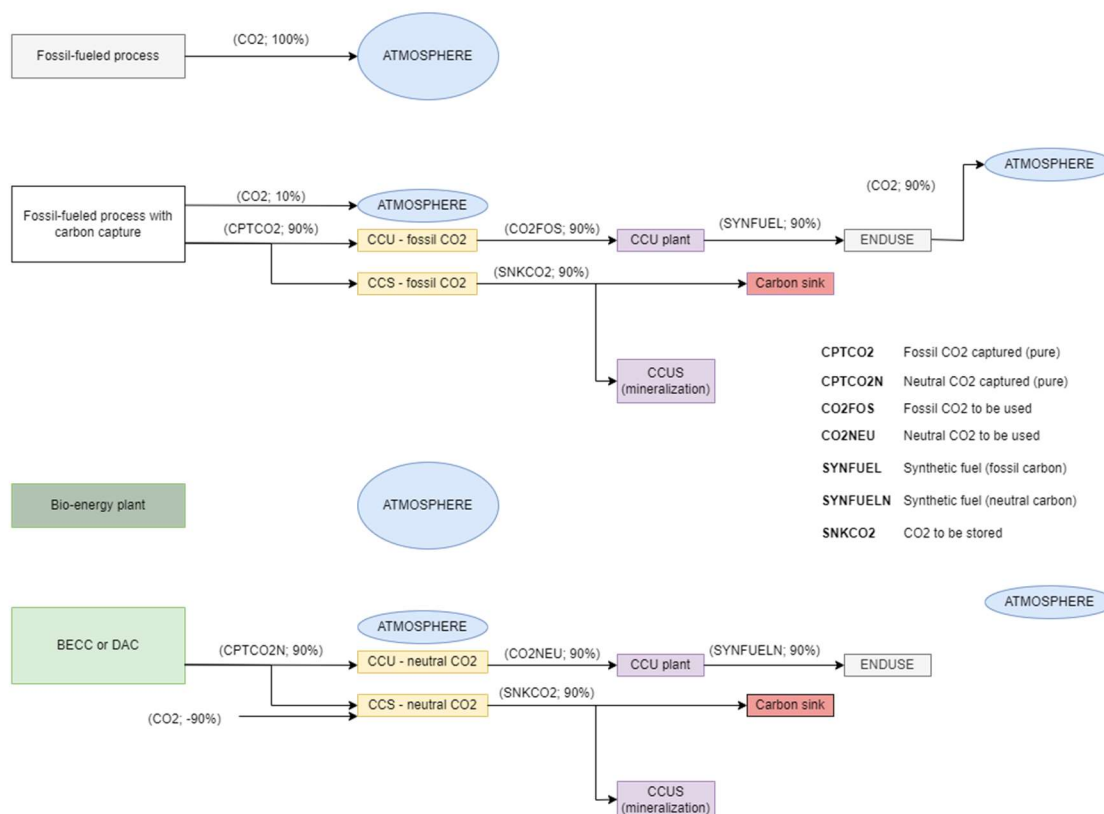 (CO2; 100%)
Fossil-fueled process
ATMOSPHERE
ATMOSPHERE
(CO2; 90%)
(CO2; 10%)
ATMOSPHERE
Fossil-fueled process with
carbon capture
(CPTCO2; 90%)
CCU - fossil CO2
(CO2FOS; 90%)
CCU plant
(SYNFUEL; 90%)
ENDUSE
(SNKCO2; 90%)
CCS - fossil CO2
Carbon sink
CCUS
(mineralization)
CPTCO2 Fossil CO2 captured (pure)
CPTCO2N Neutral CO2 captured (pure)
CO2FOS Fossil CO2 to be used
CO2NEU Neutral CO2 to be used
SYNFUEL Synthetic fuel (fossil carbon)
SYNFUELN Synthetic fuel (neutral carbon)
SNKCO2 CO2 to be stored
Bio-energy plant
ATMOSPHERE
ATMOSPHERE
ATMOSPHERE
BECC or DAC
(CPTCO2N; 90%)
CCU - neutral CO2
(CO2NEU; 90%)
CCU plant
(SYNFUELN; 90%)
ENDUSE
(SNKCO2; 90%)
CCS - neutral CO2
Carbon sink
(CO2; -90%)
CCUS
(mineralization)